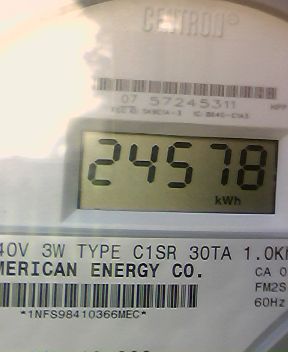 CENTRON®
07 57245311
24578
kWh
40V 3W TYPE C1SR 30TA 1.0K
MERICAN ENERGY CO.
CA 0
FM2S
60Hz
*1NFS98410366MEC*